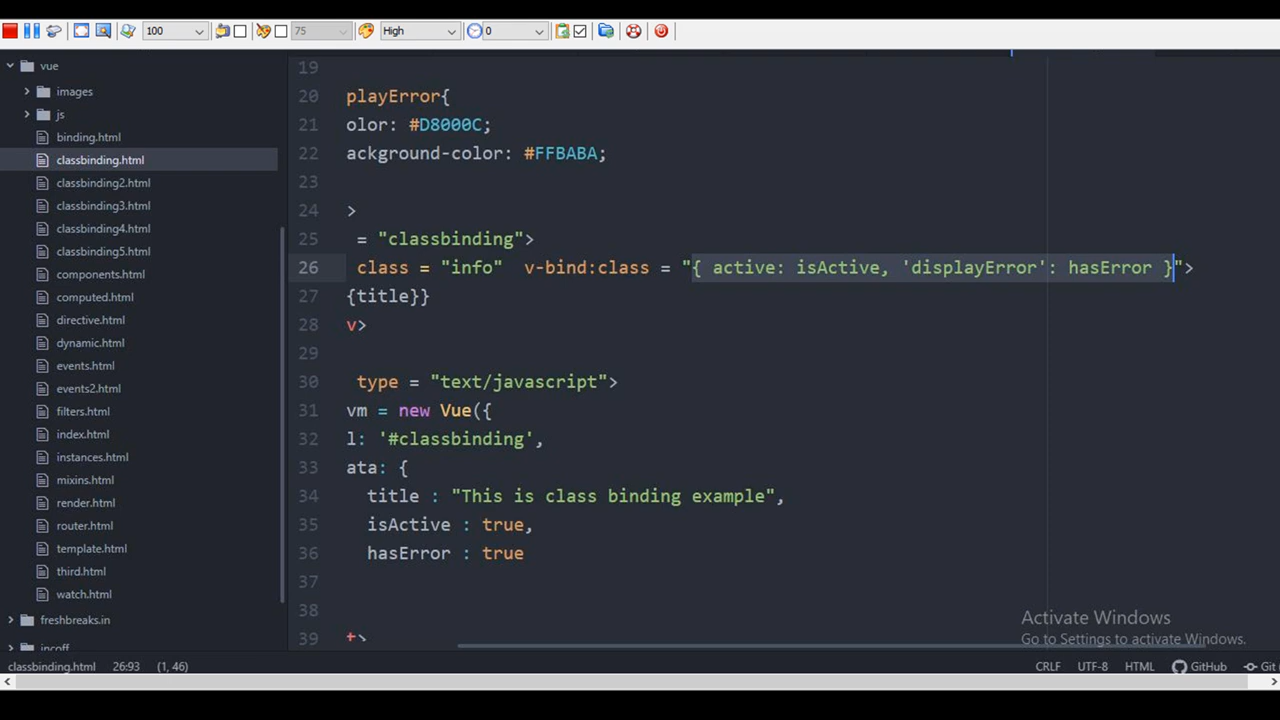 100 75 High 0
vue
images
js
binding.html
classbinding.html
classbinding2.html
classbinding3.html
classbinding4.html
classbinding5.html
components.html
computed.html
directive.html
dynamic.html
events.html
events2.html
filters.html
index.html
instances.html
mixins.html
render.html
router.html
template.html
third.html
watch.html
freshbreaks.in
19
20 playError{
21 olor: #D8000C;
22 ackground-color: #FFBABA;
23
24 >
25 = "classbinding">
26 class = "info" v-bind:class = "{ active: isActive, 'displayError': hasError }">
27 {title}}
28 v>
29
30 type = "text/javascript">
31 vm = new Vue({
32 l: '#classbinding',
33 ata: {
34 title : "This is class binding example",
35 isActive : true,
36 hasError : true
37
38
39
Activate Windows
Go to Settings to activate Windows.
classbinding.html 26:93 (1, 46) CRLF UTF-8 HTML GitHub Git